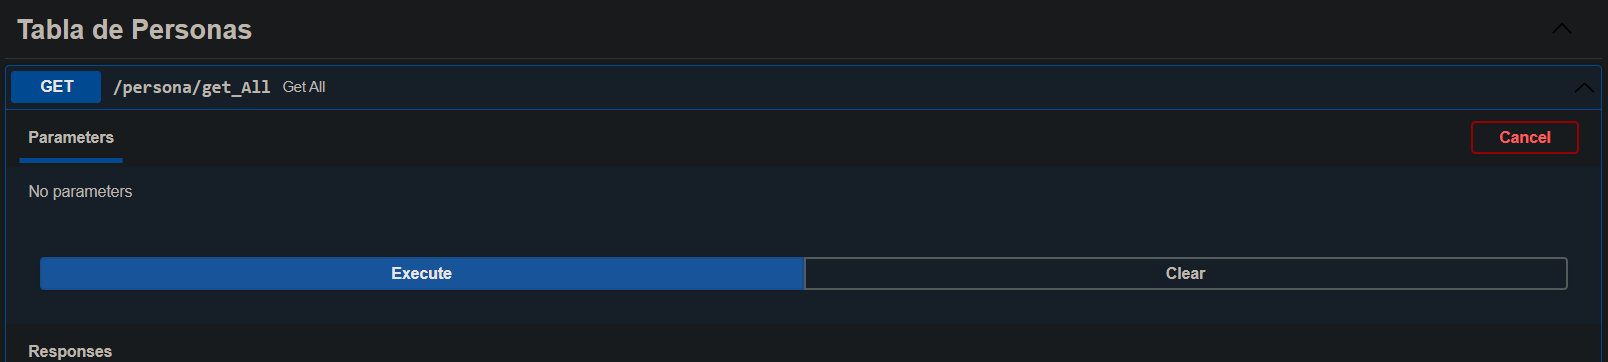 Tabla de Personas
GET /persona/get_All Get All
Parameters Cancel
No parameters
Execute Clear
Responses